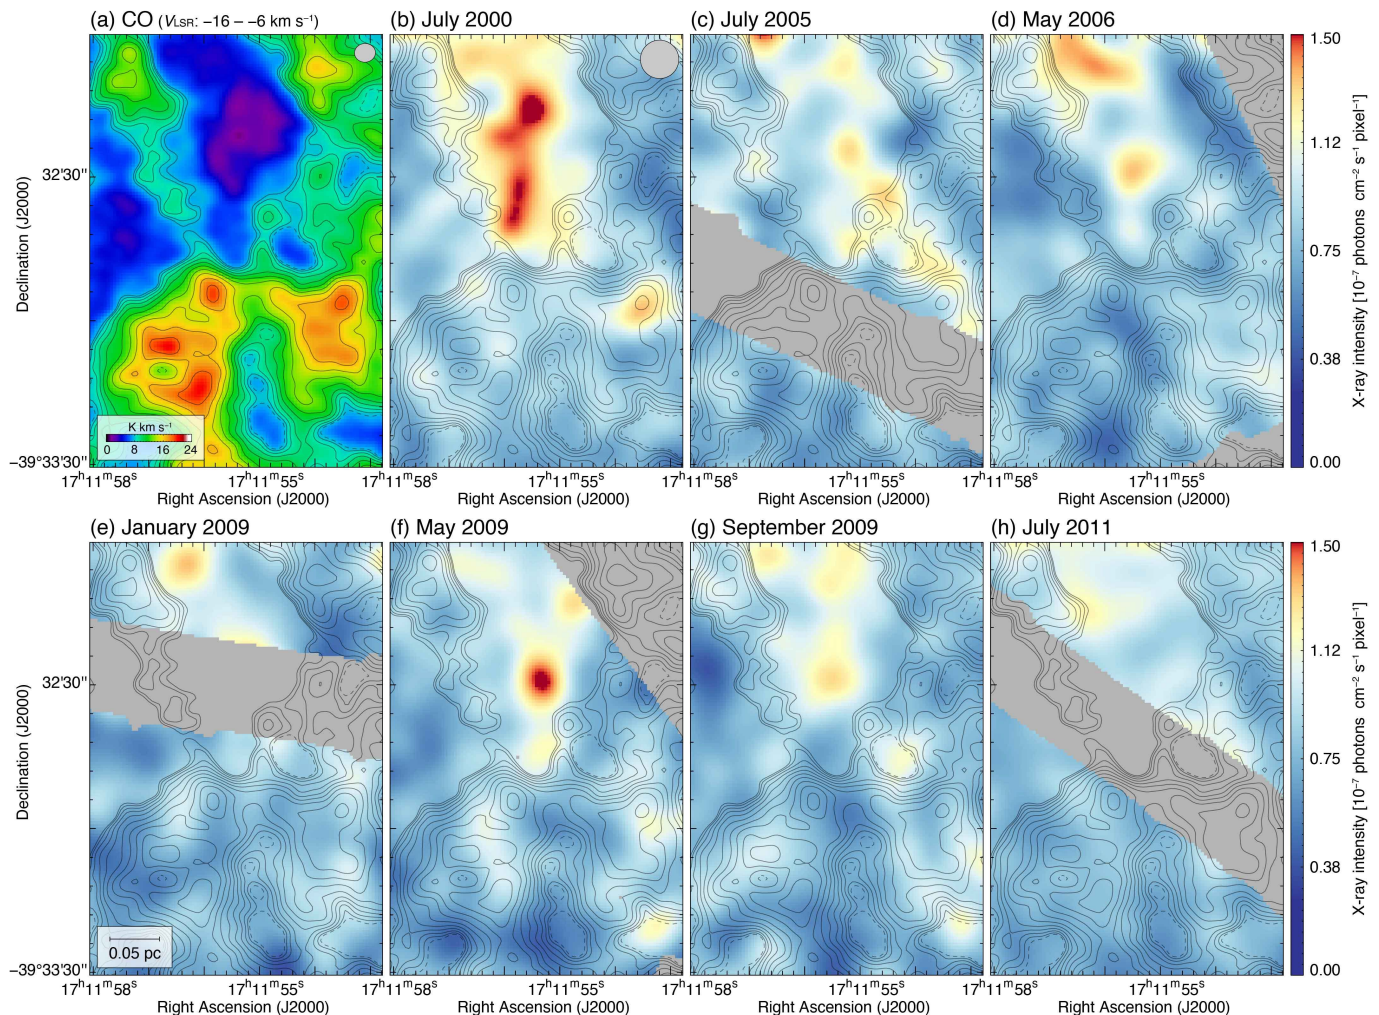 (a) CO (VLSR: –16 – –6 km s⁻¹)
(b) July 2000
(c) July 2005
(d) May 2006
1.50
1.12
0.75
0.38
0.00
X-ray intensity [10⁻⁷ photons cm⁻² s⁻¹ pixel⁻¹]
Declination (J2000)
32'30"
–39°33'30"
K km s⁻¹
0 8 16 24
17ʰ11ᵐ58ˢ 17ʰ11ᵐ55ˢ 17ʰ11ᵐ58ˢ 17ʰ11ᵐ55ˢ 17ʰ11ᵐ58ˢ 17ʰ11ᵐ55ˢ 17ʰ11ᵐ58ˢ 17ʰ11ᵐ55ˢ
Right Ascension (J2000) Right Ascension (J2000) Right Ascension (J2000) Right Ascension (J2000)
(e) January 2009
(f) May 2009
(g) September 2009
(h) July 2011
1.50
1.12
0.75
0.38
0.00
X-ray intensity [10⁻⁷ photons cm⁻² s⁻¹ pixel⁻¹]
Declination (J2000)
32'30"
–39°33'30"
0.05 pc
17ʰ11ᵐ58ˢ 17ʰ11ᵐ55ˢ 17ʰ11ᵐ58ˢ 17ʰ11ᵐ55ˢ 17ʰ11ᵐ58ˢ 17ʰ11ᵐ55ˢ 17ʰ11ᵐ58ˢ 17ʰ11ᵐ55ˢ
Right Ascension (J2000) Right Ascension (J2000) Right Ascension (J2000) Right Ascension (J2000)